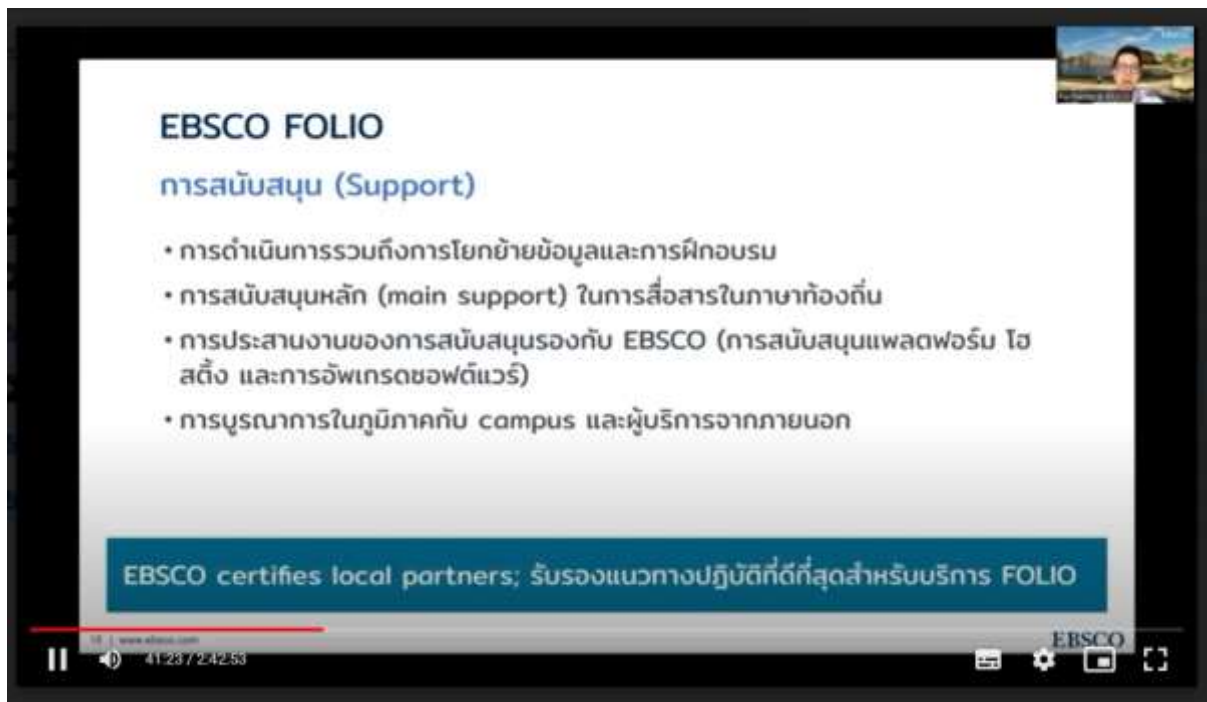 EBSCO FOLIO
การสนับสนุน (Support)
• การดำเนินการรวมถึงการโยกย้ายข้อมูลและการฝึกอบรม
• การสนับสนุนหลัก (main support) ในการสื่อสารในภาษาท้องถิ่น
• การประสานงานของการสนับสนุนรองกับ EBSCO (การสนับสนุนแพลตฟอร์ม โฮ
สติ้ง และการอัพเกรดซอฟต์แวร์)
• การบูรณาการในภูมิภาคกับ campus และผู้บริการจากภายนอก
EBSCO certifies local partners; รับรองแนวทางปฏิบัติที่ดีที่สุดสำหรับบริการ FOLIO
| www.ebsco.com
EBSCO
41:23 / 2:42:53